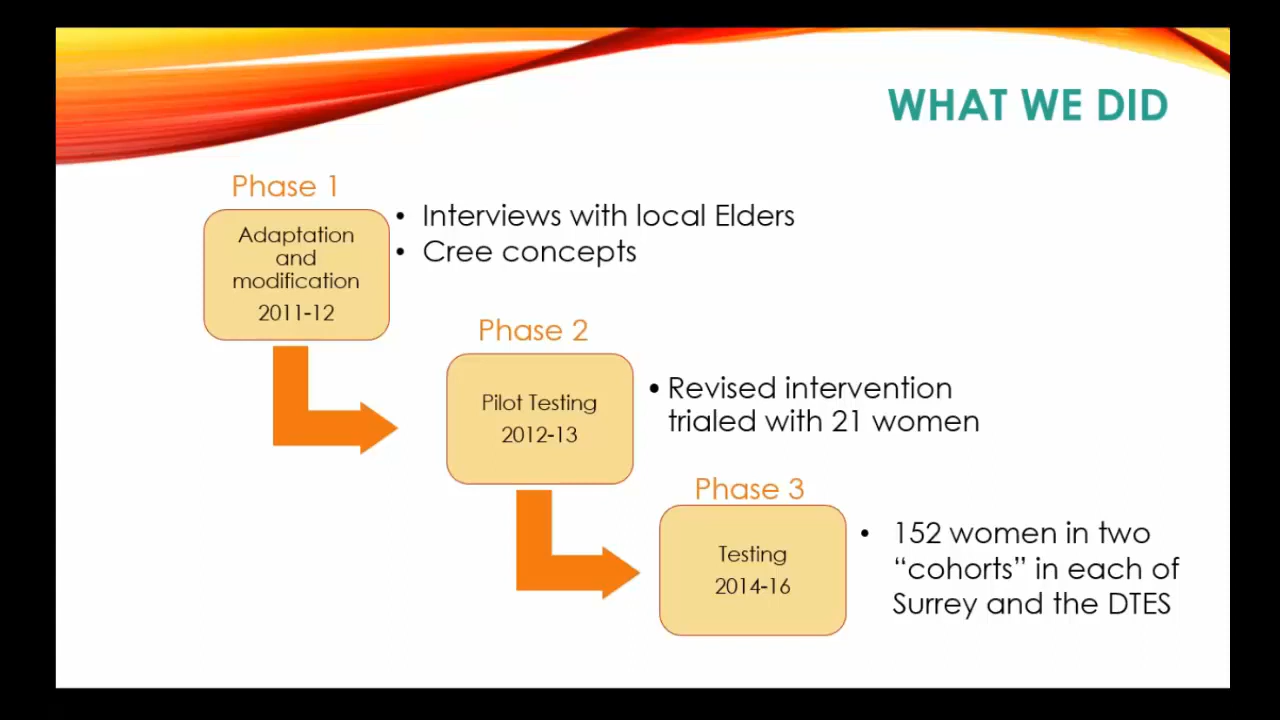 WHAT WE DID
Phase 1
Adaptation
and
modification
2011-12
• Interviews with local Elders
• Cree concepts
Phase 2
Pilot Testing
2012-13
• Revised intervention
trialed with 21 women
Phase 3
Testing
2014-16
• 152 women in two
“cohorts” in each of
Surrey and the DTES